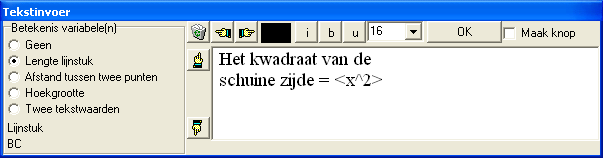 Tekstinvoer
Betekenis variabele(n)
Geen
Lengte lijnstuk
Afstand tussen twee punten
Hoekgrootte
Twee tekstwaarden
Lijnstuk
BC
i b u 16 OK Maak knop
Het kwadraat van de
schuine zijde = <x^2>